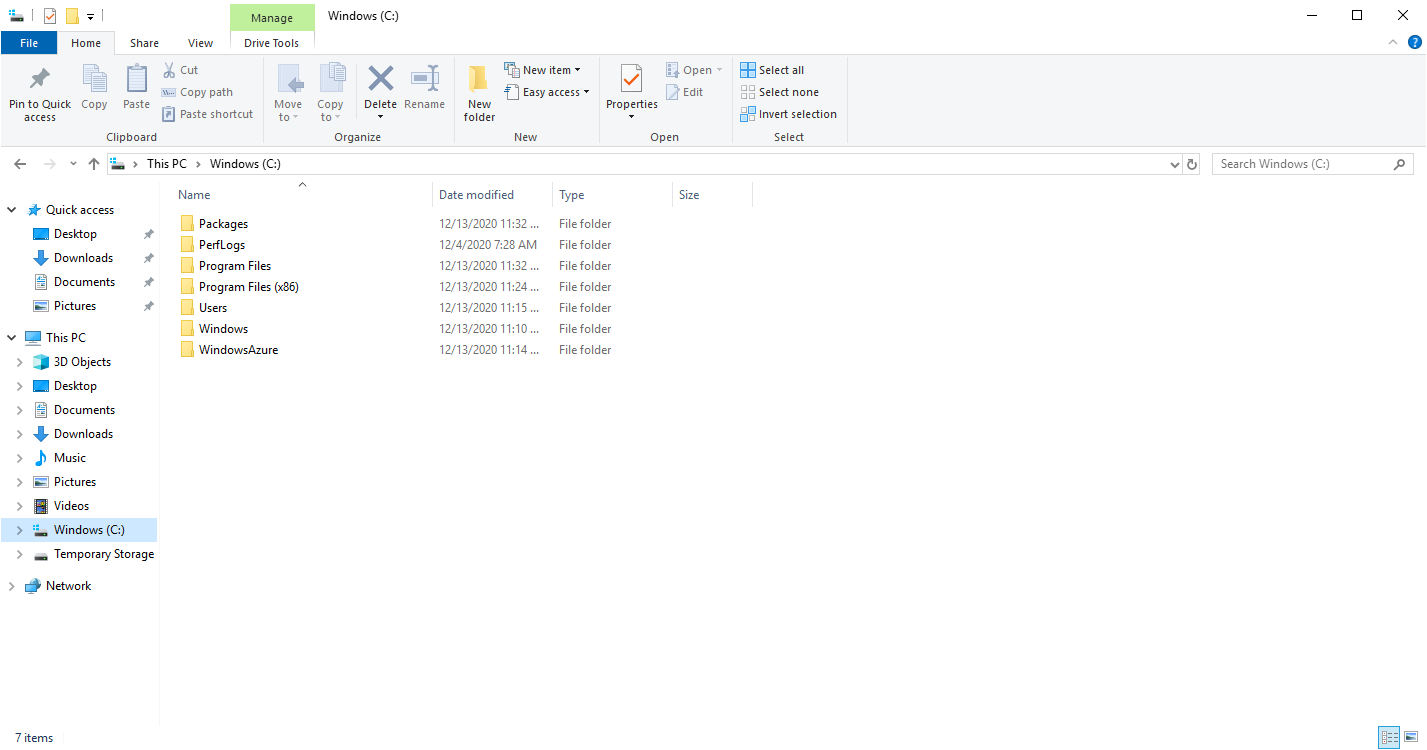 Manage Windows (C:)
File Home Share View Drive Tools
Pin to Quick access
Copy
Paste
Cut
Copy path
Paste shortcut
Clipboard
Move to
Copy to
Delete
Rename
Organize
New folder
New item
Easy access
New
Properties
Open
Edit
Open
Select all
Select none
Invert selection
Select
This PC Windows (C:) Search Windows (C:)
Name Date modified Type Size
Packages 12/13/2020 11:32 ... File folder
PerfLogs 12/4/2020 7:28 AM File folder
Program Files 12/13/2020 11:32 ... File folder
Program Files (x86) 12/13/2020 11:24 ... File folder
Users 12/13/2020 11:15 ... File folder
Windows 12/13/2020 11:10 ... File folder
WindowsAzure 12/13/2020 11:14 ... File folder
Quick access
Desktop
Downloads
Documents
Pictures
This PC
3D Objects
Desktop
Documents
Downloads
Music
Pictures
Videos
Windows (C:)
Temporary Storage
Network
7 items